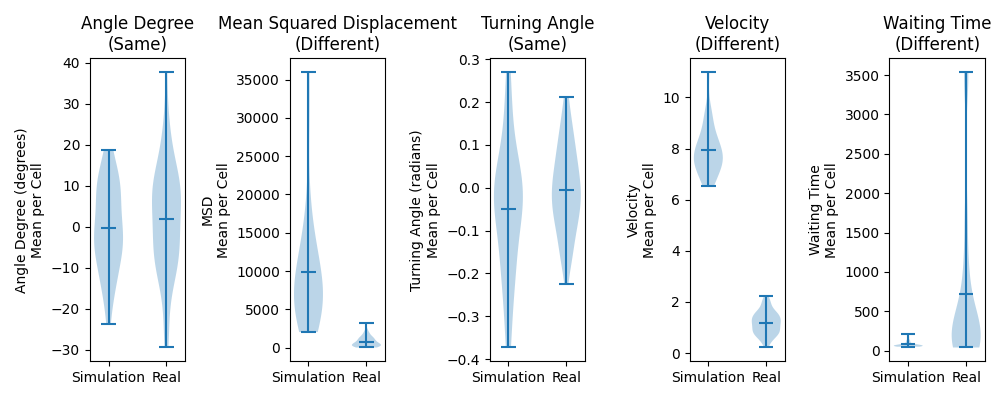 Angle Degree
(Same)
Angle Degree (degrees)
Mean per Cell
40
30
20
10
0
−10
−20
−30
Simulation
Real
Mean Squared Displacement
(Different)
MSD
Mean per Cell
35000
30000
25000
20000
15000
10000
5000
0
Simulation
Real
Turning Angle
(Same)
Turning Angle (radians)
Mean per Cell
0.3
0.2
0.1
0.0
−0.1
−0.2
−0.3
−0.4
Simulation
Real
Velocity
(Different)
Velocity
Mean per Cell
10
8
6
4
2
0
Simulation
Real
Waiting Time
(Different)
Waiting Time
Mean per Cell
3500
3000
2500
2000
1500
1000
500
0
Simulation
Real